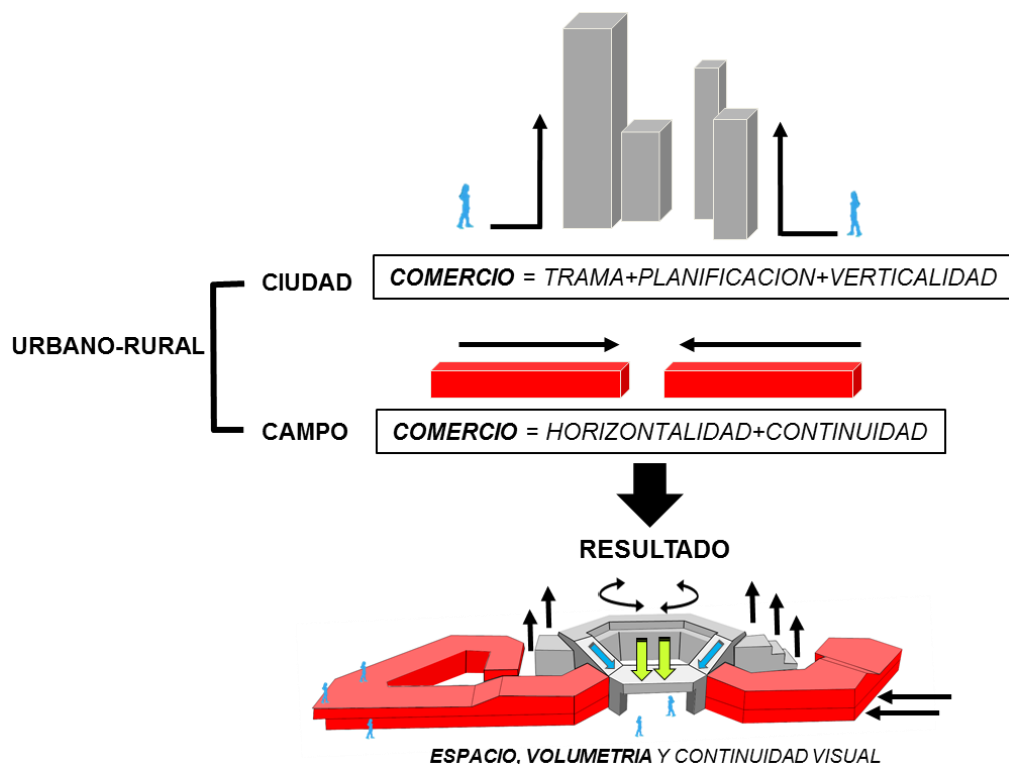 CIUDAD
COMERCIO = TRAMA+PLANIFICACION+VERTICALIDAD
URBANO-RURAL
CAMPO
COMERCIO = HORIZONTALIDAD+CONTINUIDAD
RESULTADO
ESPACIO, VOLUMETRIA Y CONTINUIDAD VISUAL